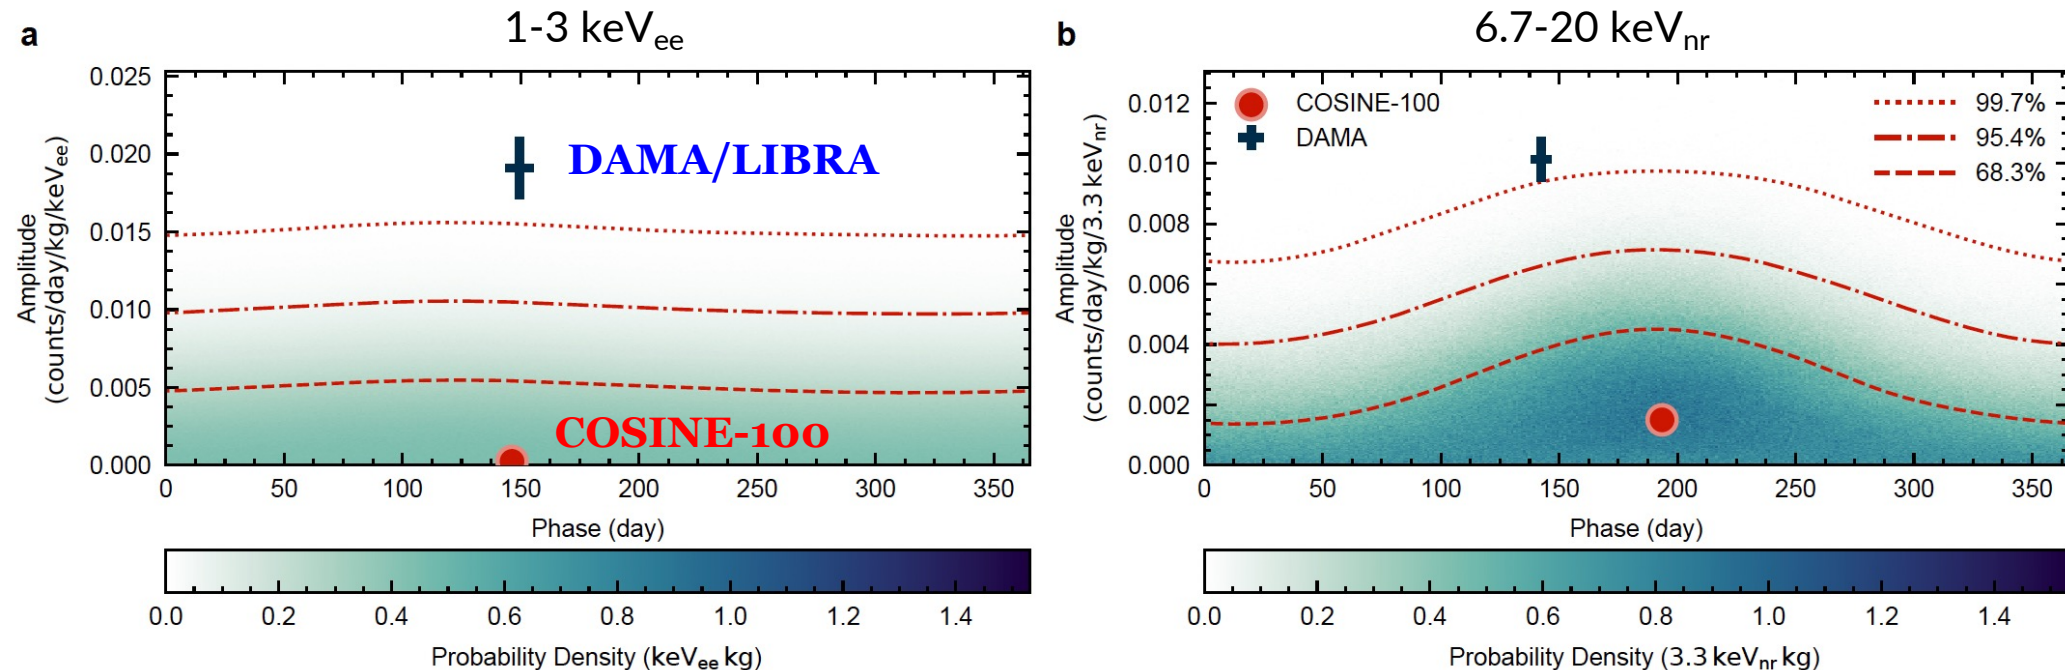 a
1-3 keVee
0.025
0.020
0.015
0.010
0.005
0.000
Amplitude
(counts/day/kg/keVee)
DAMA/LIBRA
COSINE-100
0 50 100 150 200 250 300 350
Phase (day)
0.0 0.2 0.4 0.6 0.8 1.0 1.2 1.4
Probability Density (keVee kg)
b
6.7-20 keVnr
0.012
0.010
0.008
0.006
0.004
0.002
0.000
Amplitude
(counts/day/kg/3.3 keVnr)
COSINE-100
DAMA
99.7%
95.4%
68.3%
0 50 100 150 200 250 300 350
Phase (day)
0.0 0.2 0.4 0.6 0.8 1.0 1.2 1.4
Probability Density (3.3 keVnr kg)